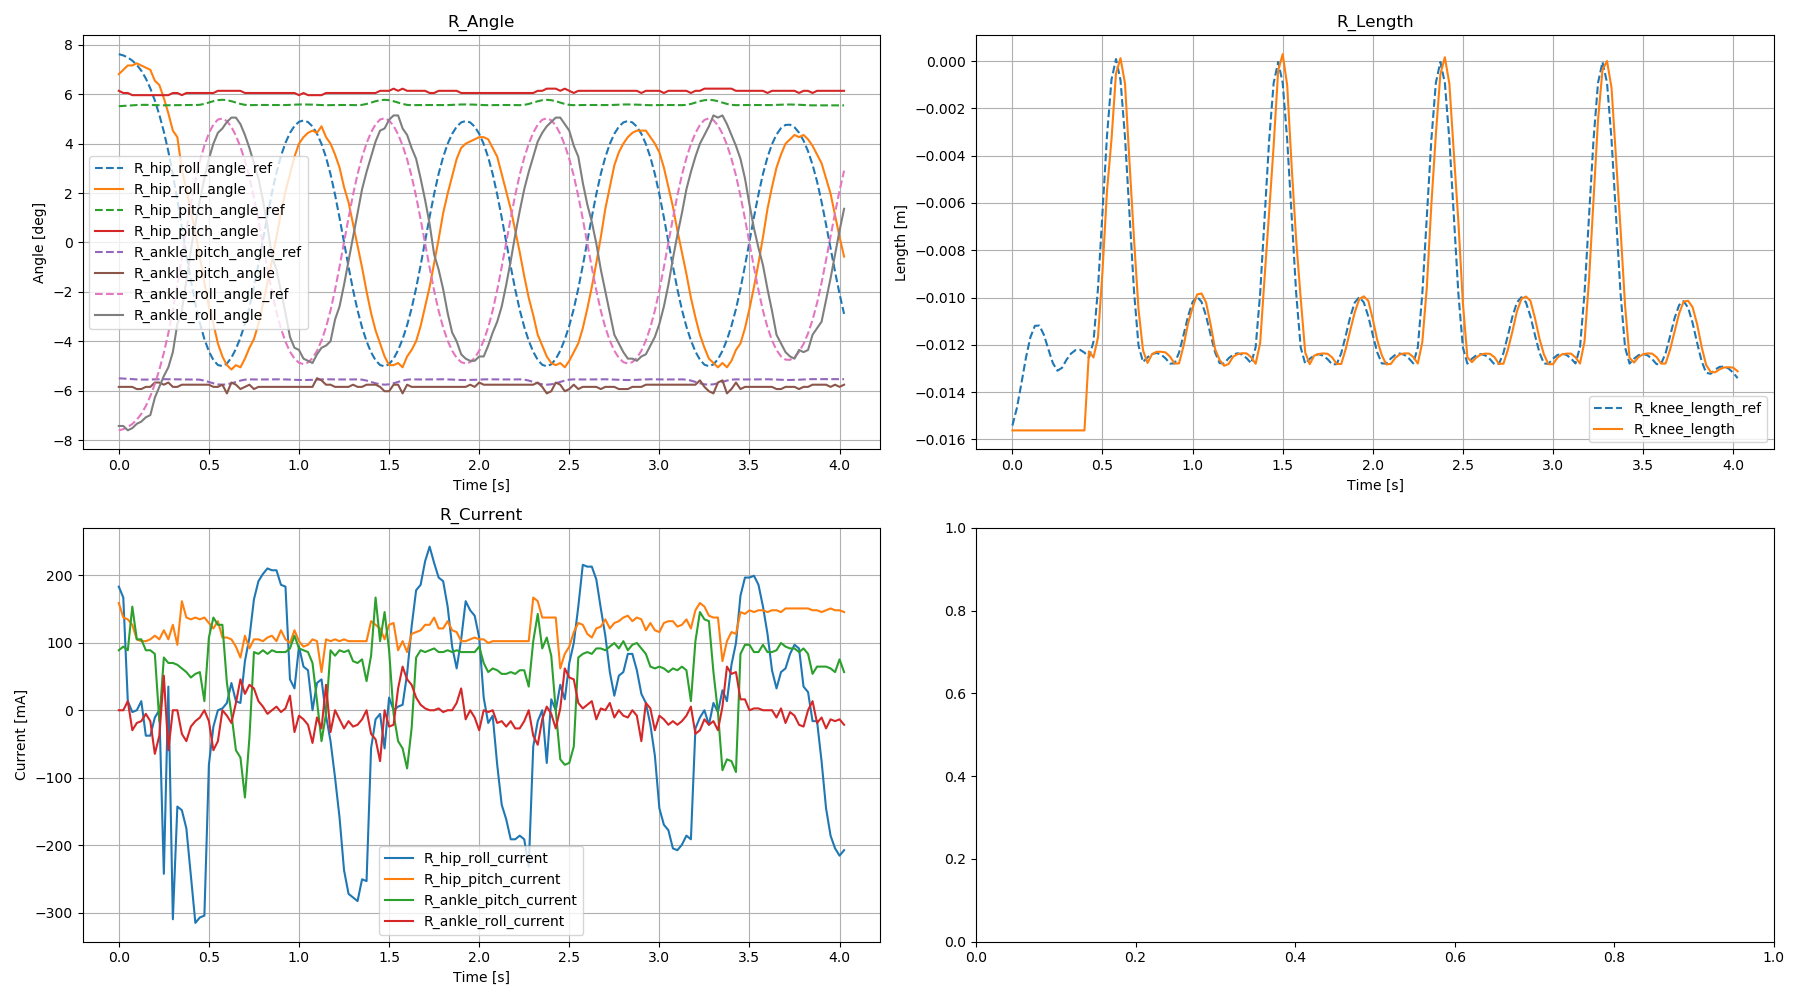 R_Angle
8
6
4
2
0
−2
−4
−6
−8
Angle [deg]
R_hip_roll_angle_ref
R_hip_roll_angle
R_hip_pitch_angle_ref
R_hip_pitch_angle
R_ankle_pitch_angle_ref
R_ankle_pitch_angle
R_ankle_roll_angle_ref
R_ankle_roll_angle
0.0 0.5 1.0 1.5 2.0 2.5 3.0 3.5 4.0
Time [s]
R_Length
0.000
−0.002
−0.004
−0.006
−0.008
−0.010
−0.012
−0.014
−0.016
Length [m]
R_knee_length_ref
R_knee_length
0.0 0.5 1.0 1.5 2.0 2.5 3.0 3.5 4.0
Time [s]
R_Current
200
100
0
−100
−200
−300
Current [mA]
R_hip_roll_current
R_hip_pitch_current
R_ankle_pitch_current
R_ankle_roll_current
0.0 0.5 1.0 1.5 2.0 2.5 3.0 3.5 4.0
Time [s]
1.0
0.8
0.6
0.4
0.2
0.0
0.0 0.2 0.4 0.6 0.8 1.0